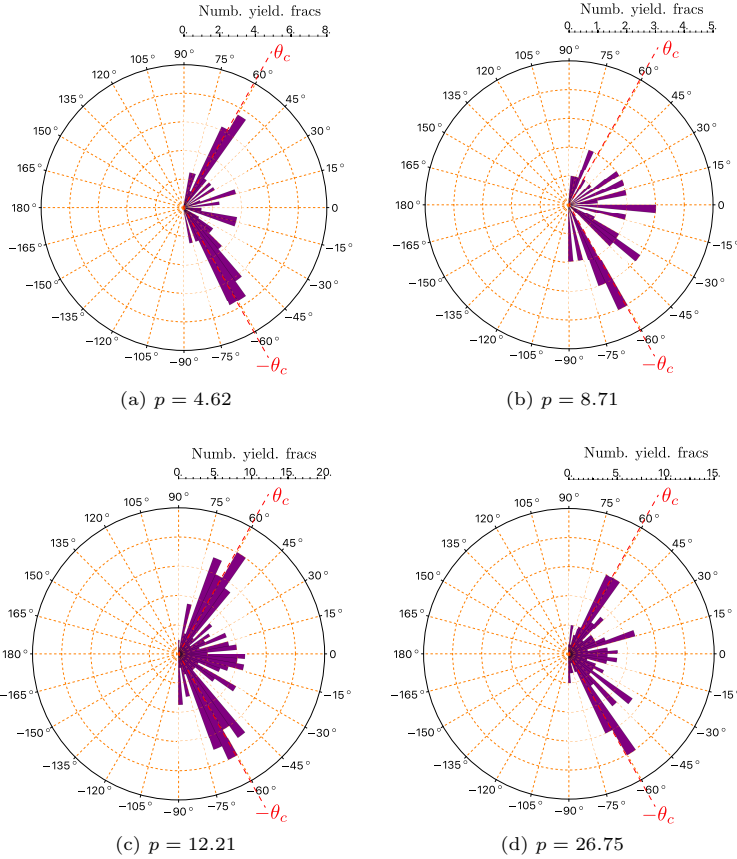 Numb. yield. fracs
0. 2. 4. 6. 8.
θc
90° 75° 60° 45° 30° 15° 0 −15° −30° −45° −60° −75° −90° −105° −120° −135° −150° −165° 180° 165° 150° 135° 120° 105°
−θc
(a) p = 4.62
Numb. yield. fracs
0. 1. 2. 3. 4. 5.
θc
90° 75° 60° 45° 30° 15° 0 −15° −30° −45° −60° −75° −90° −105° −120° −135° −150° −165° 180° 165° 150° 135° 120° 105°
−θc
(b) p = 8.71
Numb. yield. fracs
0. 5. 10. 15. 20.
θc
90° 75° 60° 45° 30° 15° 0 −15° −30° −45° −60° −75° −90° −105° −120° −135° −150° −165° 180° 165° 150° 135° 120° 105°
−θc
(c) p = 12.21
Numb. yield. fracs
0. 5. 10. 15.
θc
90° 75° 60° 45° 30° 15° 0 −15° −30° −45° −60° −75° −90° −105° −120° −135° −150° −165° 180° 165° 150° 135° 120° 105°
−θc
(d) p = 26.75